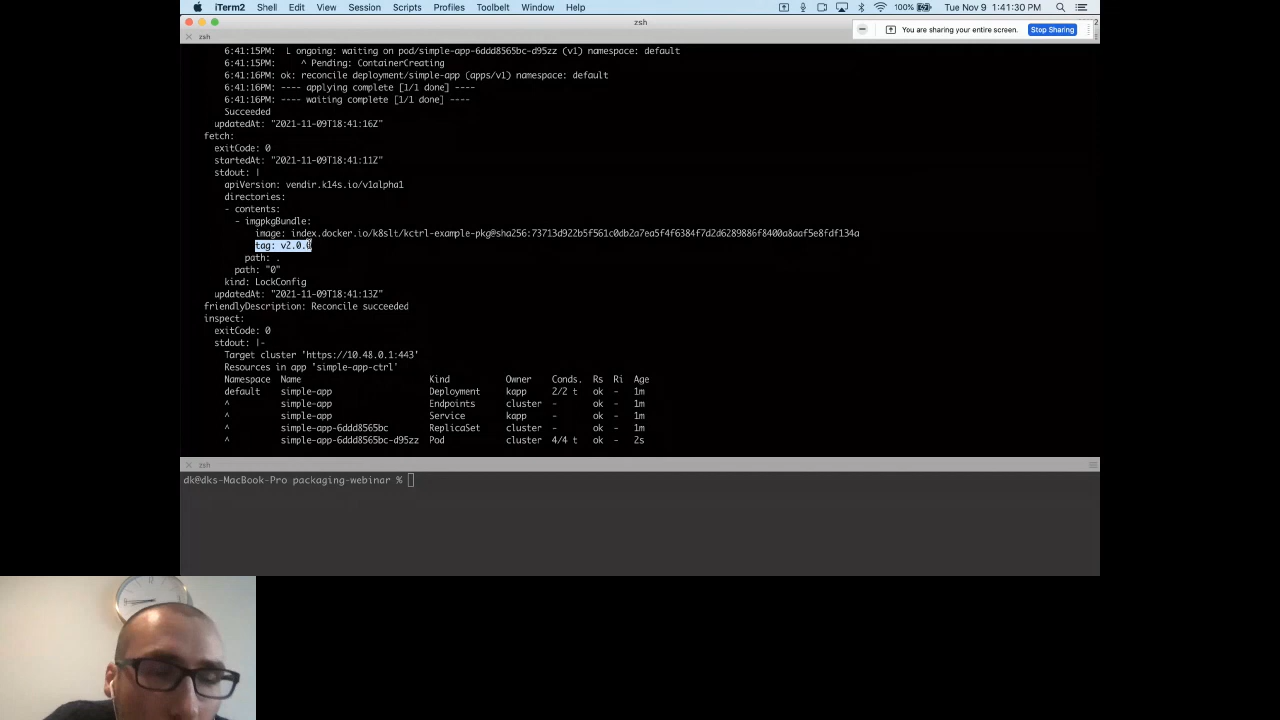 iTerm2 Shell Edit View Session Scripts Profiles Toolbelt Window Help 100% Tue Nov 9 1:41:30 PM
zsh
You are sharing your entire screen. Stop Sharing
zsh
6:41:15PM: L ongoing: waiting on pod/simple-app-6ddd8565bc-d95zz (v1) namespace: default
6:41:15PM: ^ Pending: ContainerCreating
6:41:16PM: ok: reconcile deployment/simple-app (apps/v1) namespace: default
6:41:16PM: ---- applying complete [1/1 done] ----
6:41:16PM: ---- waiting complete [1/1 done] ----
Succeeded
updatedAt: "2021-11-09T18:41:16Z"
fetch:
exitCode: 0
startedAt: "2021-11-09T18:41:11Z"
stdout: |
apiVersion: vendir.k14s.io/v1alpha1
directories:
- contents:
- imgpkgBundle:
image: index.docker.io/k8slt/kctrl-example-pkg@sha256:73713d922b5f561c0db2a7ea5f4f6384f7d2d6289886f8400a8aaf5e8fdf134a
tag: v2.0.0
path: .
path: "0"
kind: LockConfig
updatedAt: "2021-11-09T18:41:13Z"
friendlyDescription: Reconcile succeeded
inspect:
exitCode: 0
stdout: |-
Target cluster 'https://10.48.0.1:443'
Resources in app 'simple-app-ctrl'
Namespace Name Kind Owner Conds. Rs Ri Age
default simple-app Deployment kapp 2/2 t ok - 1m
^ simple-app Endpoints cluster - ok - 1m
^ simple-app Service kapp - ok - 1m
^ simple-app-6ddd8565bc ReplicaSet cluster - ok - 1m
^ simple-app-6ddd8565bc-d95zz Pod cluster 4/4 t ok - 2s
zsh
dk@dks-MacBook-Pro packaging-webinar %